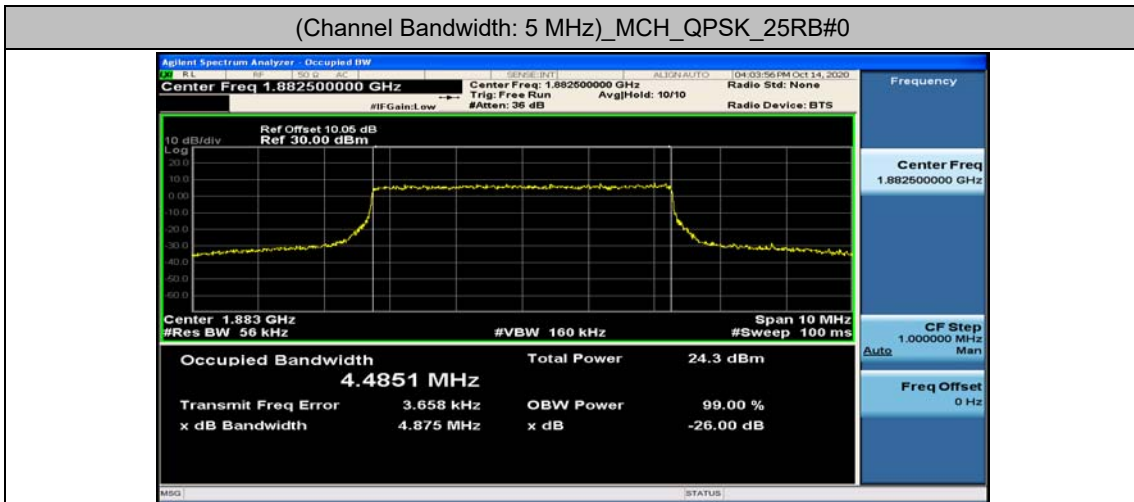 (Channel Bandwidth: 5 MHz)_MCH_QPSK_25RB#0
Agilent Spectrum Analyzer - Occupied BW
RL RF 50 Ω AC SENSE:INT ALIGN AUTO 04:03:56 PM Oct 14, 2020
Center Freq 1.882500000 GHz
Center Freq: 1.882500000 GHz
Radio Std: None
Trig: Free Run Avg|Hold: 10/10
#IFGain:Low #Atten: 36 dB Radio Device: BTS
Ref Offset 10.05 dB
10 dB/div Ref 30.00 dBm
Log
20.0
10.0
0.00
-10.0
-20.0
-30.0
-40.0
-50.0
-60.0
Center 1.883 GHz Span 10 MHz
#Res BW 56 kHz #VBW 160 kHz #Sweep 100 ms
Occupied Bandwidth Total Power 24.3 dBm
4.4851 MHz
Transmit Freq Error 3.658 kHz OBW Power 99.00 %
x dB Bandwidth 4.875 MHz x dB -26.00 dB
MSG STATUS
Frequency
Center Freq
1.882500000 GHz
CF Step
1.000000 MHz
Auto Man
Freq Offset
0 Hz